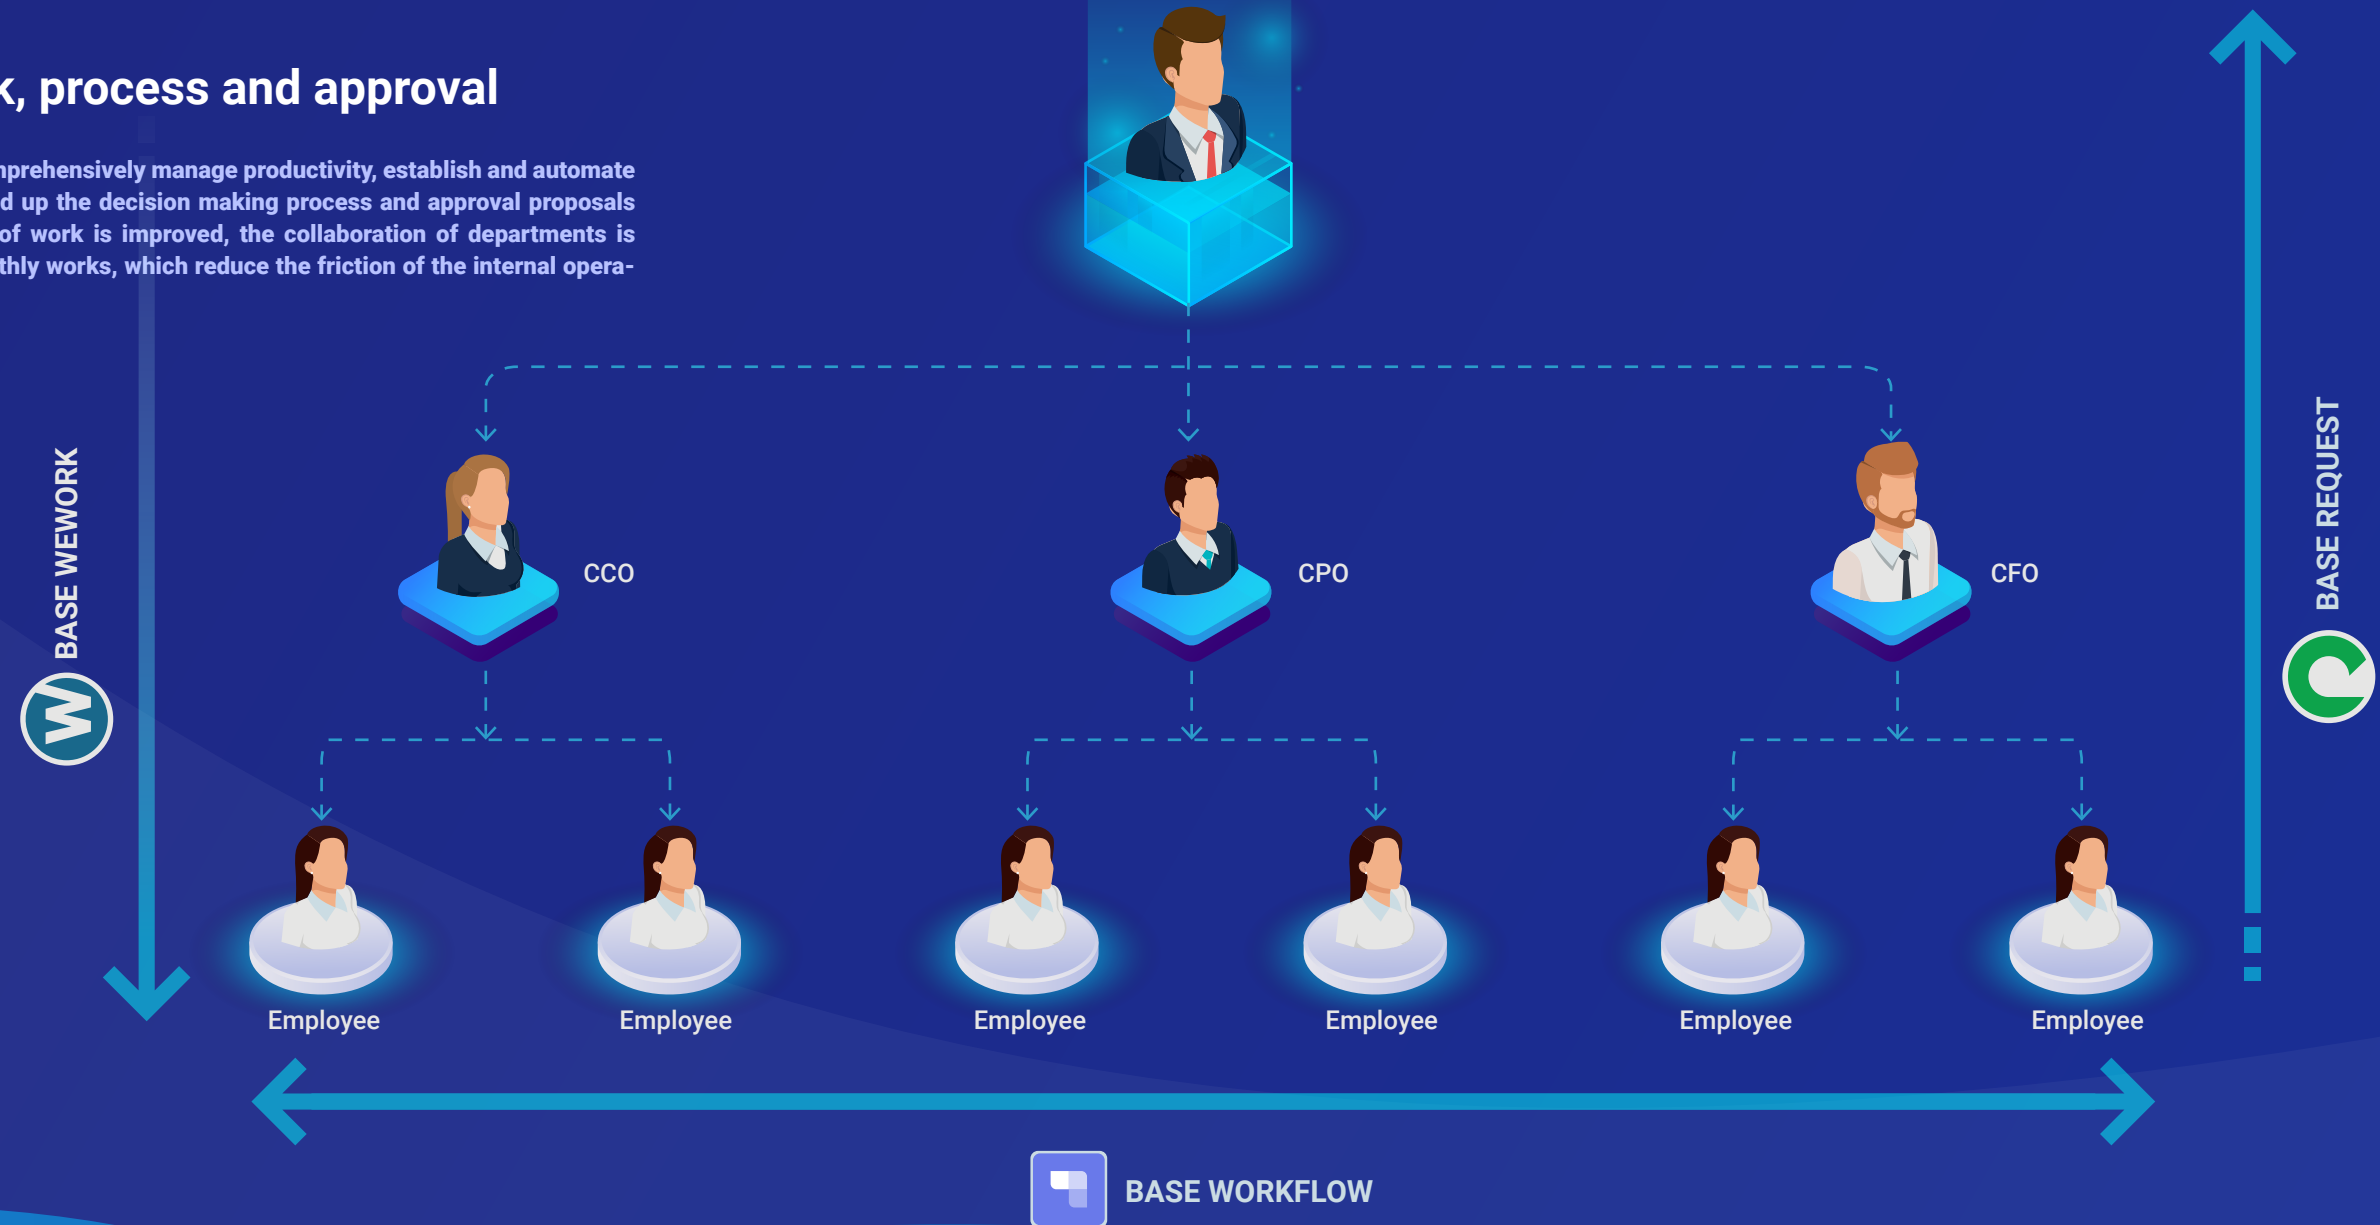 , process and approval
manage productivity, establish and automate
up the decision making process and approval proposals
of work is improved, the collaboration of departments is
works, which reduce the friction of the internal opera-
BASE WEWORK
BASE REQUEST
CCO
CPO
CFO
W
Employee
Employee
Employee
Employee
Employee
Employee
BASE WORKFLOW